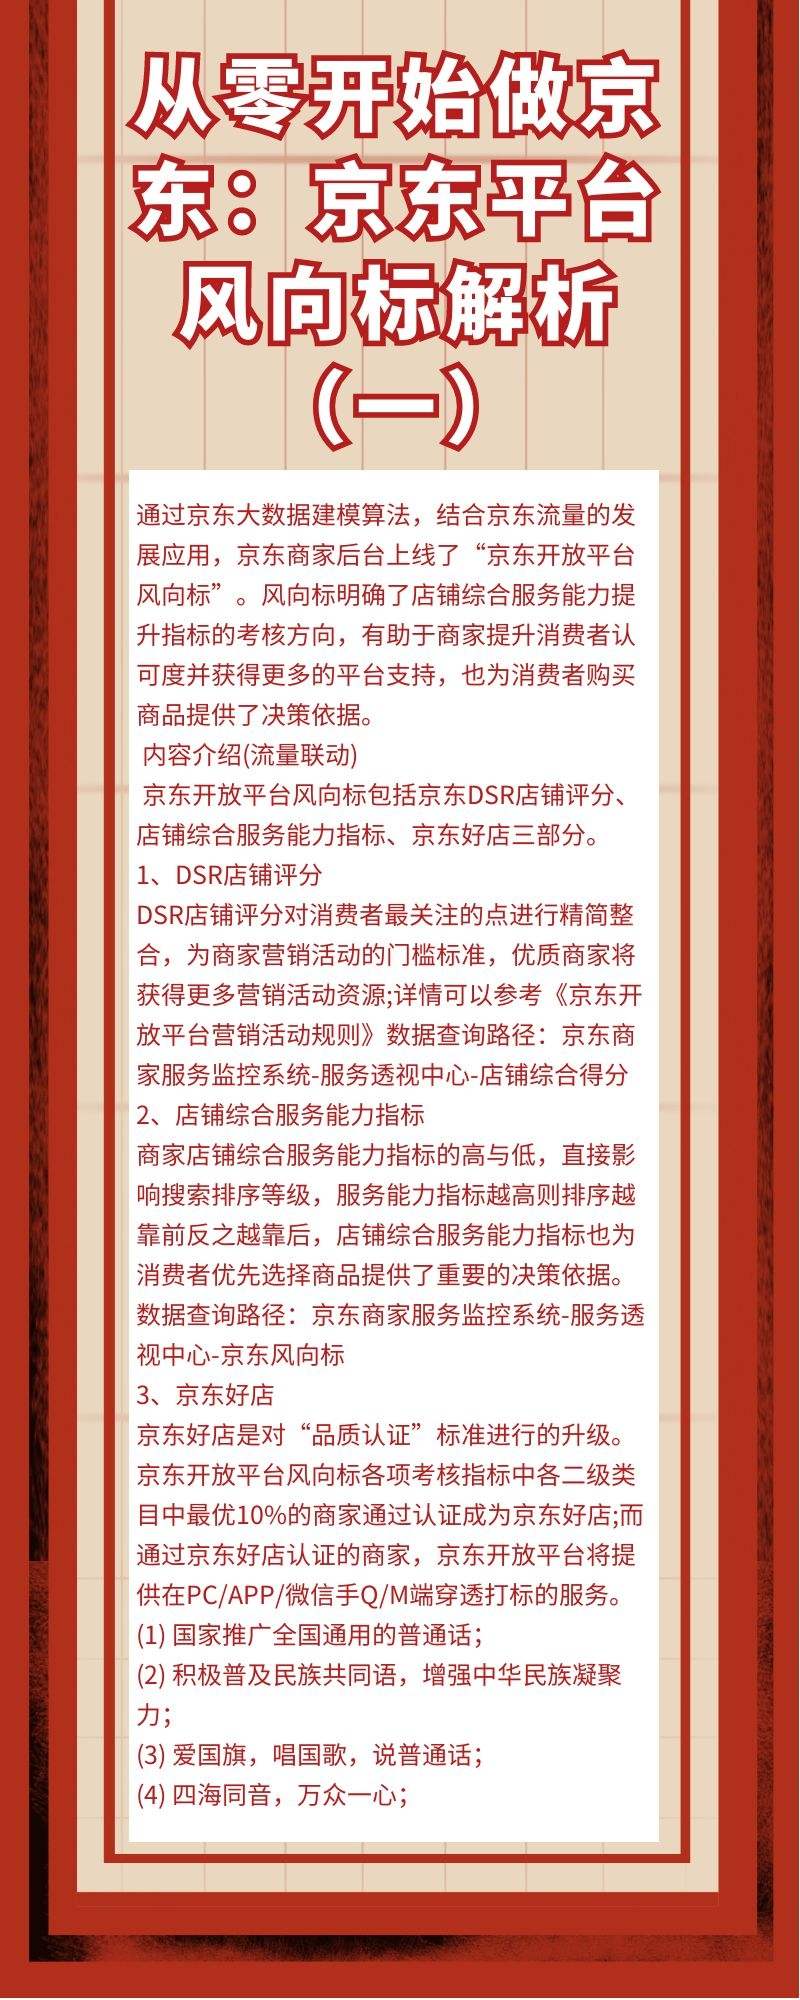 从零开始做京
东：京东平台
风向标解析
（一）
通过京东大数据建模算法，结合京东流量的发
展应用，京东商家后台上线了“京东开放平台
风向标”。风向标明确了店铺综合服务能力提
升指标的考核方向，有助于商家提升消费者认
可度并获得更多的平台支持，也为消费者购买
商品提供了决策依据。
内容介绍(流量联动)
京东开放平台风向标包括京东DSR店铺评分、
店铺综合服务能力指标、京东好店三部分。
1、DSR店铺评分
DSR店铺评分对消费者最关注的点进行精简整
合，为商家营销活动的门槛标准，优质商家将
获得更多营销活动资源;详情可以参考《京东开
放平台营销活动规则》数据查询路径：京东商
家服务监控系统-服务透视中心-店铺综合得分
2、店铺综合服务能力指标
商家店铺综合服务能力指标的高与低，直接影
响搜索排序等级，服务能力指标越高则排序越
靠前反之越靠后，店铺综合服务能力指标也为
消费者优先选择商品提供了重要的决策依据。
数据查询路径：京东商家服务监控系统-服务透
视中心-京东风向标
3、京东好店
京东好店是对“品质认证”标准进行的升级。
京东开放平台风向标各项考核指标中各二级类
目中最优10%的商家通过认证成为京东好店;而
通过京东好店认证的商家，京东开放平台将提
供在PC/APP/微信手Q/M端穿透打标的服务。
(1) 国家推广全国通用的普通话；
(2) 积极普及民族共同语，增强中华民族凝聚
力；
(3) 爱国旗，唱国歌，说普通话；
(4) 四海同音，万众一心；